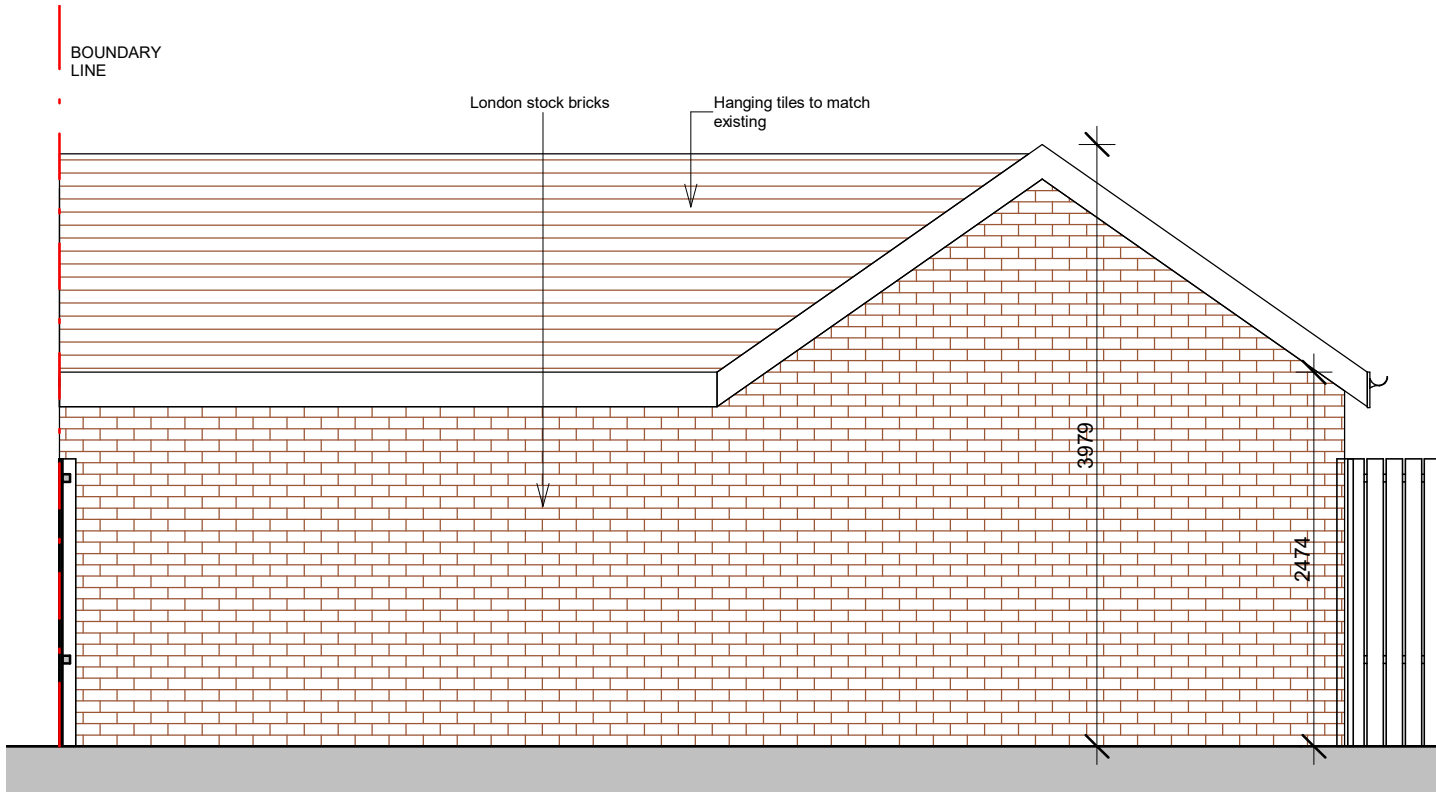 BOUNDARY
LINE
London stock bricks
Hanging tiles to match
existing
3979
2474